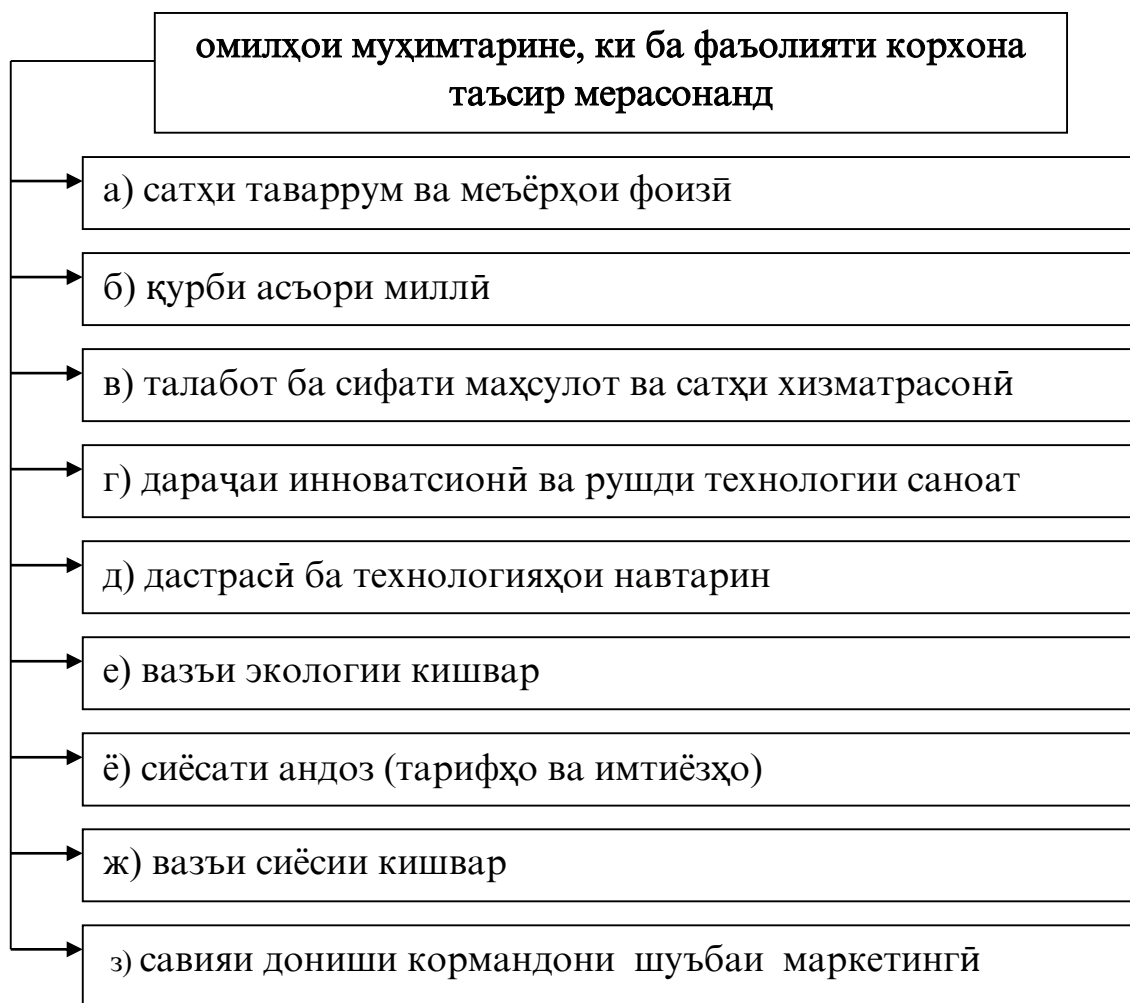 омилҳои муҳимтарине, ки ба фаъолияти корхона
таъсир мерасонанд
а) сатҳи таваррум ва меъёрҳои фоизӣ
б) қурби асъори миллӣ
в) талабот ба сифати маҳсулот ва сатҳи хизматрасонӣ
г) дараҷаи инноватсионӣ ва рушди технологии саноат
д) дастрасӣ ба технологияҳои навтарин
е) вазъи экологии кишвар
ё) сиёсати андоз (тарифҳо ва имтиёзҳо)
ж) вазъи сиёсии кишвар
з) савияи дониши кормандони шуъбаи маркетингӣ